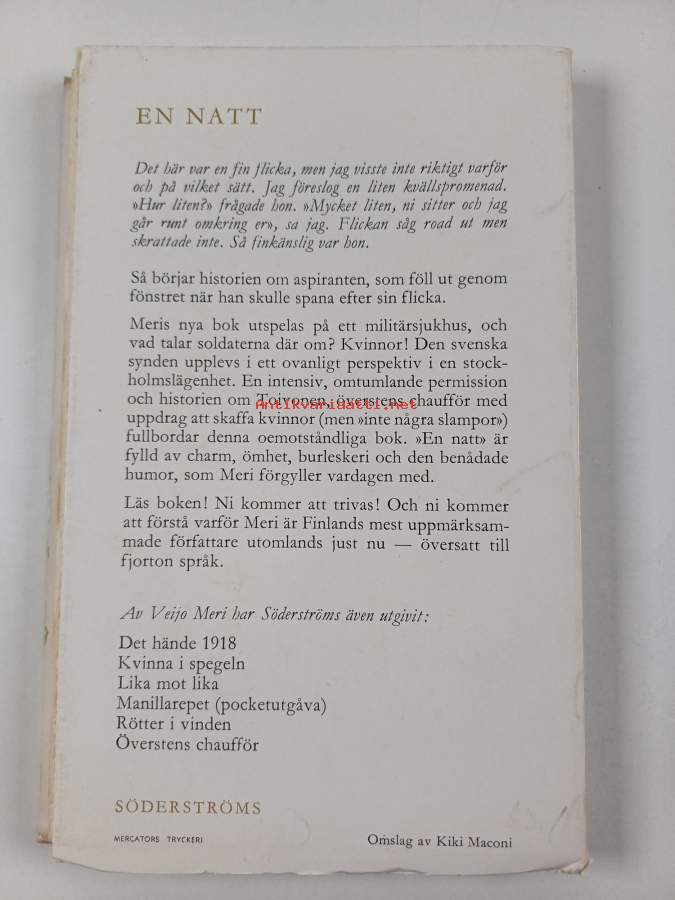 EN NATT
Det här var en fin flicka, men jag visste inte riktigt varför
och på vilket sätt. Jag föreslog en liten kvällspromenad.
»Hur liten?» frågade hon. »Mycket liten, ni sitter och jag
går runt omkring er», sa jag. Flickan såg road ut men
skrattade inte. Så finkänslig var hon.
Så börjar historien om aspiranten, som föll ut genom
fönstret när han skulle spana efter sin flicka.
Meris nya bok utspelas på ett militärsjukhus, och
vad talar soldaterna där om? Kvinnor! Den svenska
synden upplevs i ett ovanligt perspektiv i en stock-
holmslägenhet. En intensiv, omtumlande permission
och historien om Toivonen, överstens chaufför med
Antikvariaatti.net
uppdrag att skaffa kvinnor (men »inte några slampor»)
fullbordar denna oemotståndliga bok. »En natt» är
fylld av charm, ömhet, burleskeri och den benådade
humor, som Meri förgyller vardagen med.
Läs boken! Ni kommer att trivas! Och ni kommer
att förstå varför Meri är Finlands mest uppmärksam-
made författare utomlands just nu — översatt till
fjorton språk.
Av Veijo Meri har Söderströms även utgivit:
Det hände 1918
Kvinna i spegeln
Lika mot lika
Manillarepet (pocketutgåva)
Rötter i vinden
Överstens chaufför
SÖDERSTRÖMS
MERCATORS TRYCKERI
Omslag av Kiki Maconi